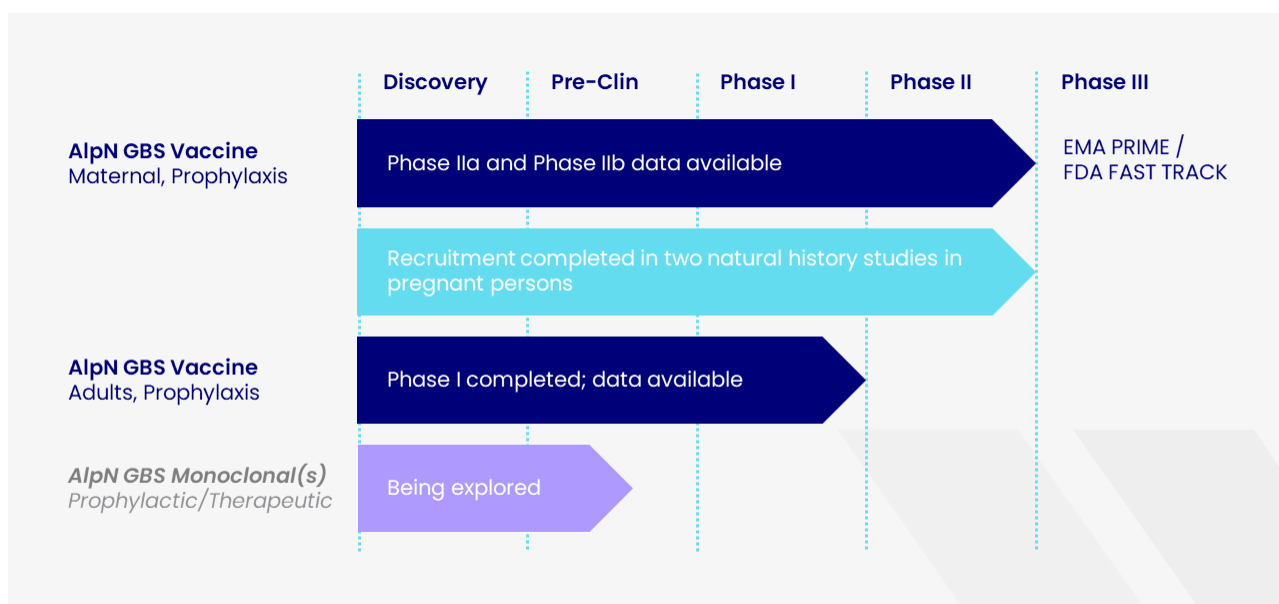 Discovery
Pre-Clin
Phase I
Phase II
Phase III
AlpN GBS Vaccine
Maternal, Prophylaxis
Phase IIa and Phase IIb data available
EMA PRIME /
FDA FAST TRACK
Recruitment completed in two natural history studies in
pregnant persons
AlpN GBS Vaccine
Adults, Prophylaxis
Phase I completed; data available
AlpN GBS Monoclonal(s)
Prophylactic/Therapeutic
Being explored